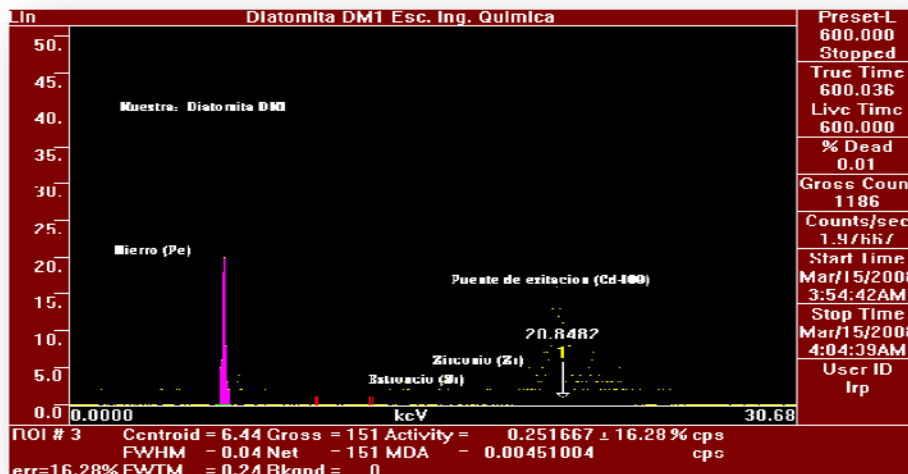 Lin Diatomita DM1 Esc. Ing. Quimica
Preset-L
600.000
Stopped
True Time
600.036
Live Time
600.000
% Dead
0.01
Gross Coun
1186
Counts/sec
1.97667
Start Time
Mar/15/2008
3:54:42AM
Stop Time
Mar/15/2008
4:04:39AM
User ID
lrp
50.
45.
40.
35.
30.
25.
20.
15.
10.
5.0
0.0
Muestra: Diatomita DM1
Hierro (Fe)
Puente de exitacion (Cd-109)
20.8482
1
Zirconio (Zr)
Estroncio (Sr)
0.0000 keV 30.68
ROI # 3 Centroid = 6.44 Gross = 151 Activity = 0.251667 ± 16.28 % cps
FWHM = 0.04 Net = 151 MDA = 0.00451004 cps
err=16.28% FWTM = 0.24 Bkgnd = 0